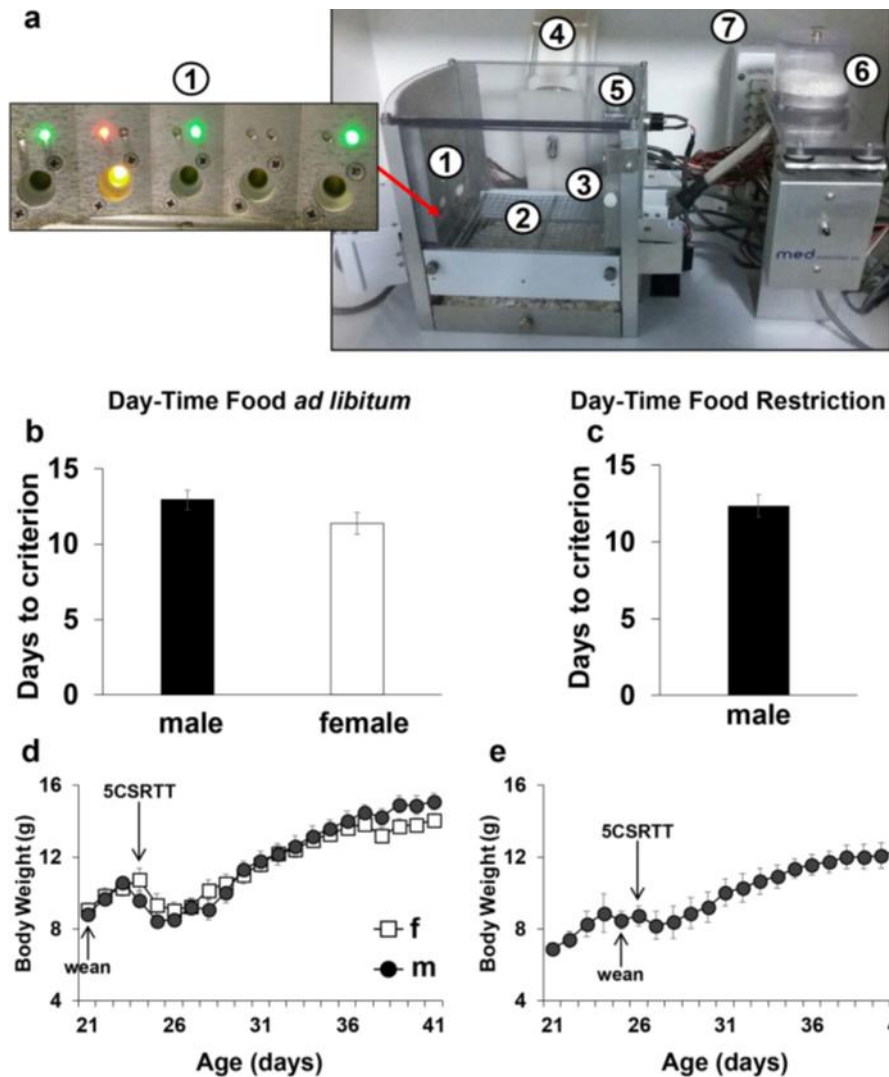 a
1
4
7
6
5
1
3
2
med
Day-Time Food ad libitum
Day-Time Food Restriction
b
c
Days to criterion
15
10
5
0
male
female
Days to criterion
15
10
5
0
male
d
e
Body Weight (g)
16
12
8
4
5CSRTT
wean
f
m
21
26
31
36
41
Age (days)
Body Weight (g)
16
12
8
4
5CSRTT
wean
21
26
31
36
Age (days)